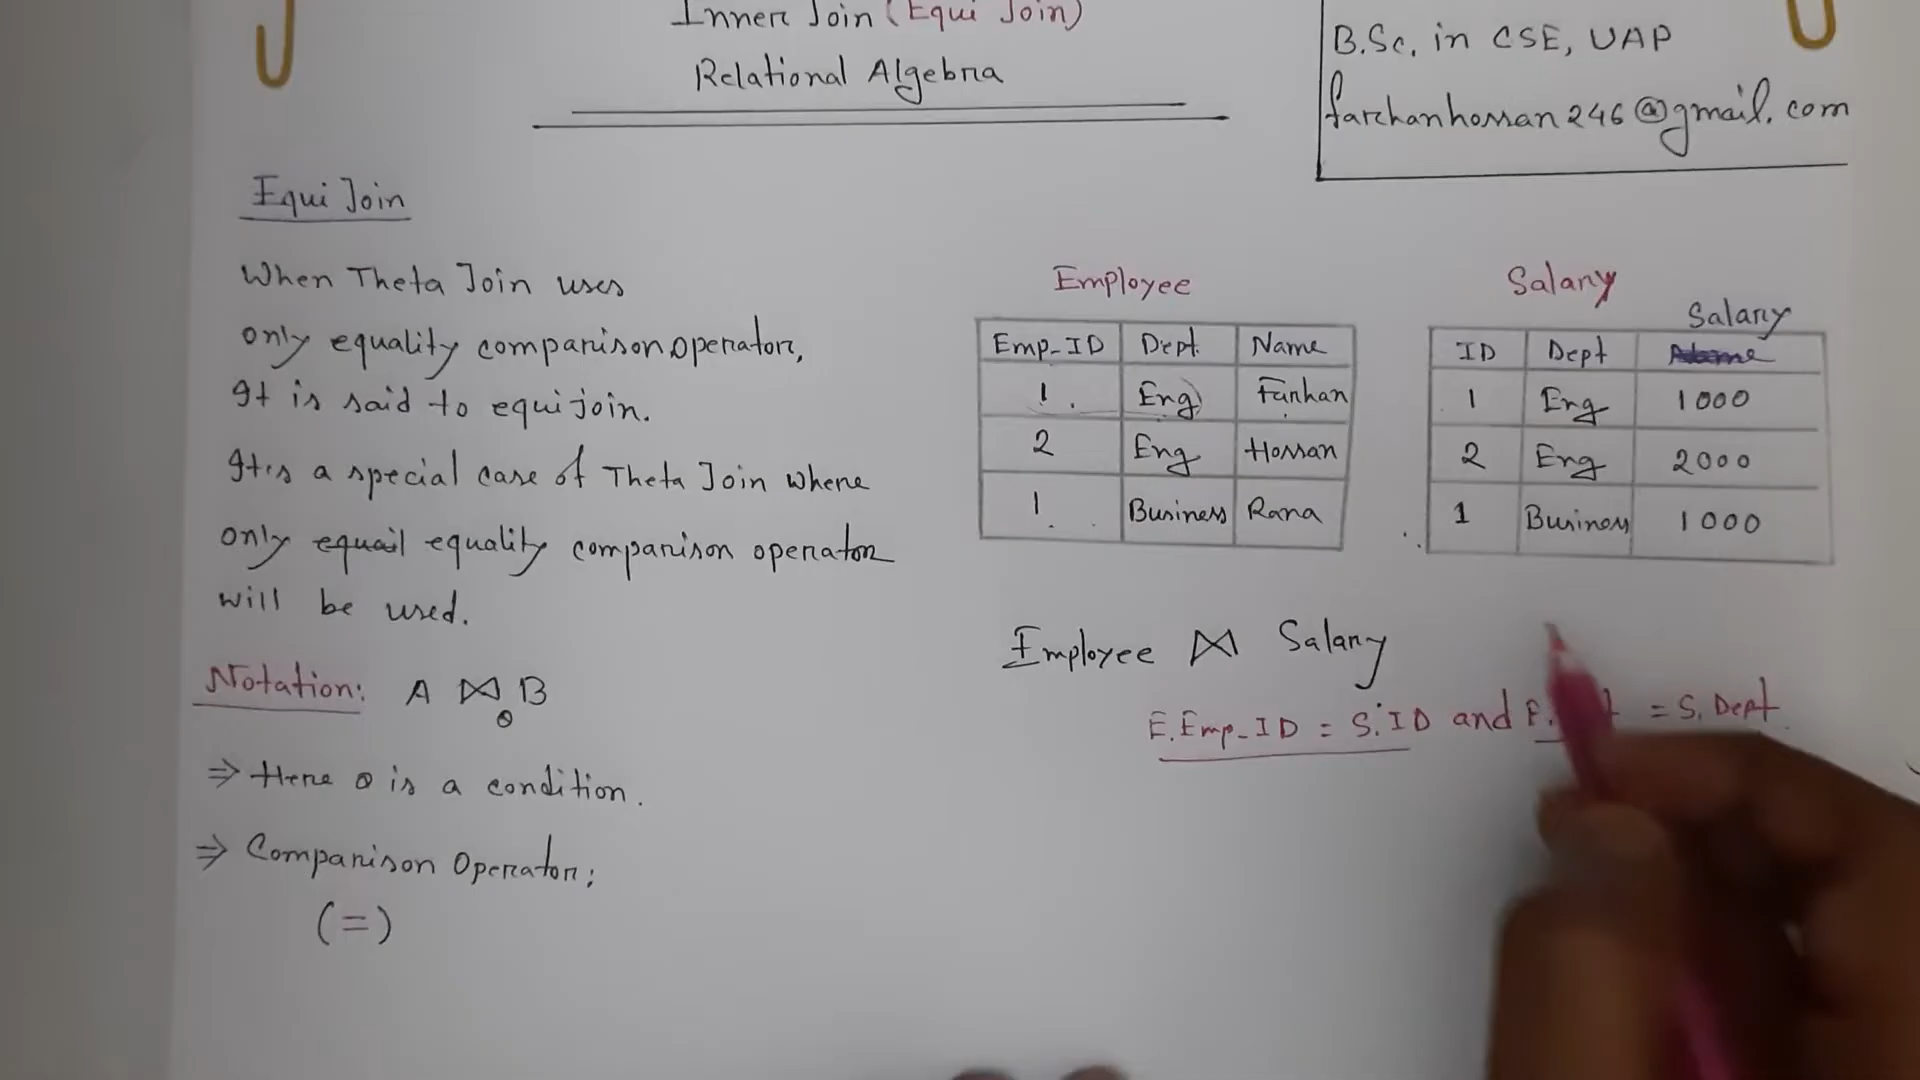 Inner Join (Equi Join)
Relational Algebra
B.Sc. in CSE, UAP
farhanhossan246@gmail.com
Equi Join
When Theta Join uses
only equality comparison operator,
It is said to equi join.
It is a special case of Theta Join where
only equail equality comparison operator
will be used.
Notation: A ⋈ B
θ
⇒ Here θ is a condition.
⇒ Comparison Operator:
(=)
Employee
Emp_ID Dept. Name
1 Eng Farhan
2 Eng Hossan
1 Business Rana
Salary
Salary
ID Dept
1 Eng 1000
2 Eng 2000
1 Business 1000
Employee ⋈ Salary
E.Emp_ID = S.ID and = S.Dept